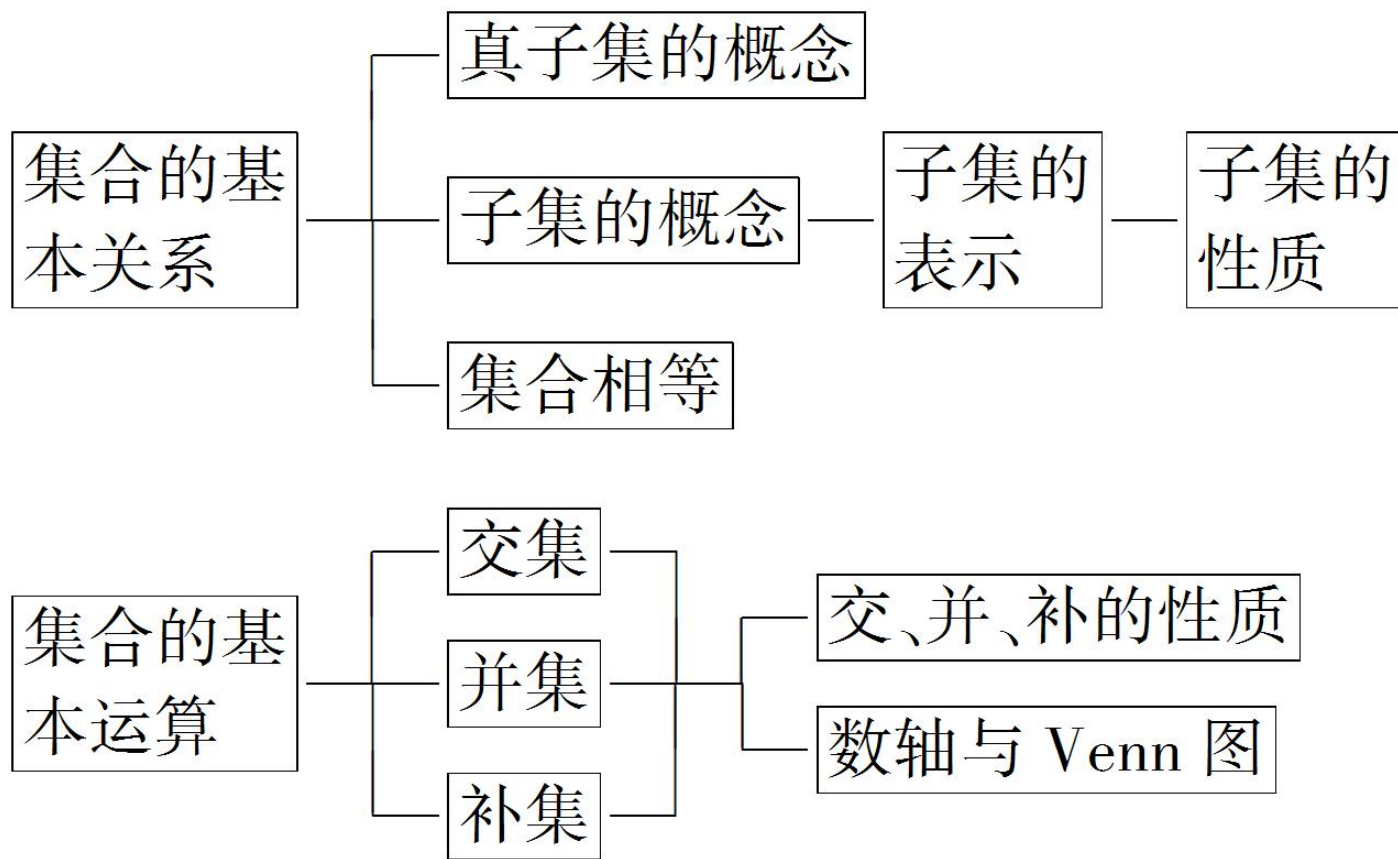 真子集的概念
集合的基
本关系
子集的概念
子集的
表示
子集的
性质
集合相等
集合的基
本运算
交集
并集
补集
交、并、补的性质
数轴与 Venn 图